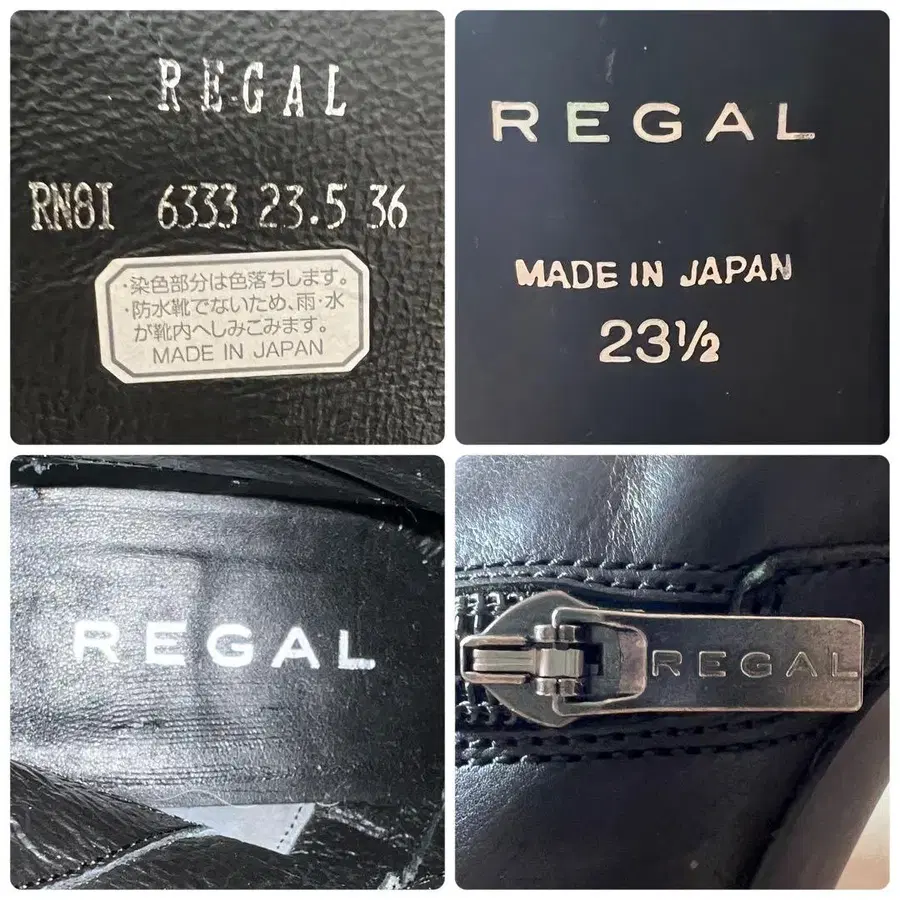 REGAL
RN8I 6333 23.5 36
・染色部分は色落ちします。
・防水靴でないため、雨・水
が靴内へしみこみます。
MADE IN JAPAN
REGAL
MADE IN JAPAN
23½
REGAL
REGAL